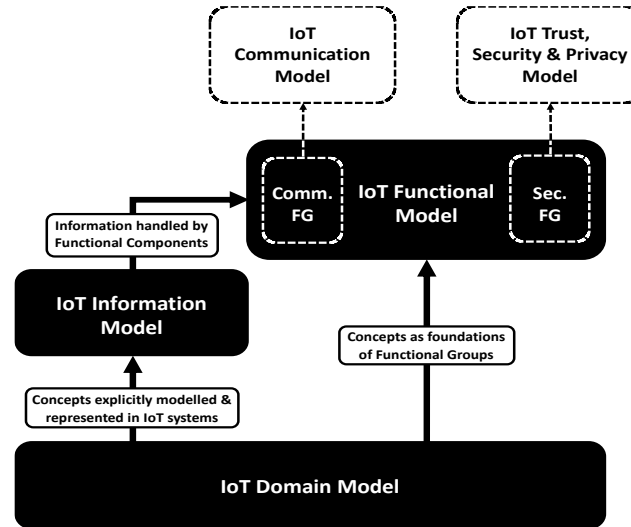 IoT
Communication
Model
IoT Trust,
Security & Privacy
Model
Comm.
FG
IoT Functional
Model
Sec.
FG
Information handled by
Functional Components
IoT Information
Model
Concepts as foundations
of Functional Groups
Concepts explicitly modelled &
represented in IoT systems
IoT Domain Model